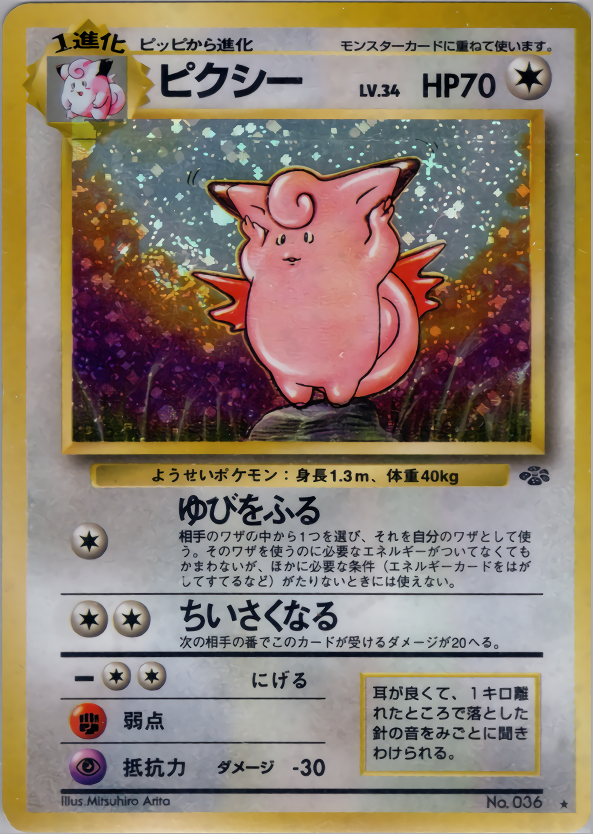 1進化 ピッピから進化 モンスターカードに重ねて使います。
ピクシー LV.34 HP70
ようせいポケモン：身長1.3m、体重40kg
ゆびをふる
相手のワザの中から1つを選び、それを自分のワザとして使
う。そのワザを使うのに必要なエネルギーがついてなくても
かまわないが、ほかに必要な条件（エネルギーカードをはが
してすてるなど）がたりないときには使えない。
ちいさくなる
次の相手の番でこのカードが受けるダメージが20へる。
にげる
弱点
抵抗力 ダメージ -30
耳が良くて、1キロ離
れたところで落とした
針の音をみごとに聞き
わけられる。
Illus.Mitsuhiro Arita No.036